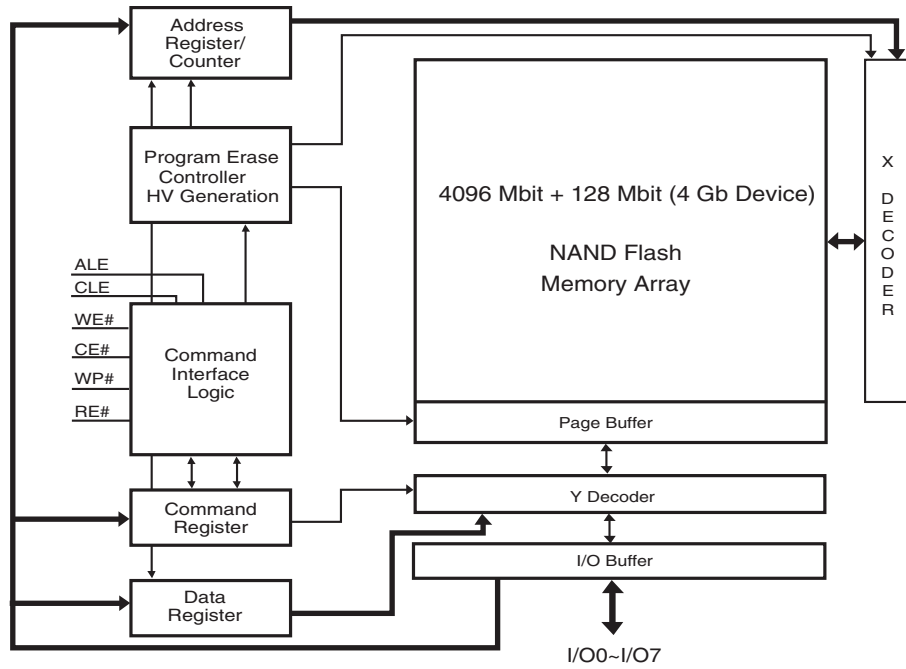 Address
Register/
Counter
Program Erase
Controller
HV Generation
4096 Mbit + 128 Mbit (4 Gb Device)
NAND Flash
Memory Array
X
D
E
C
O
D
E
R
ALE
CLE
WE#
CE#
WP#
RE#
Command
Interface
Logic
Page Buffer
Command
Register
Y Decoder
I/O Buffer
Data
Register
I/O0~I/O7